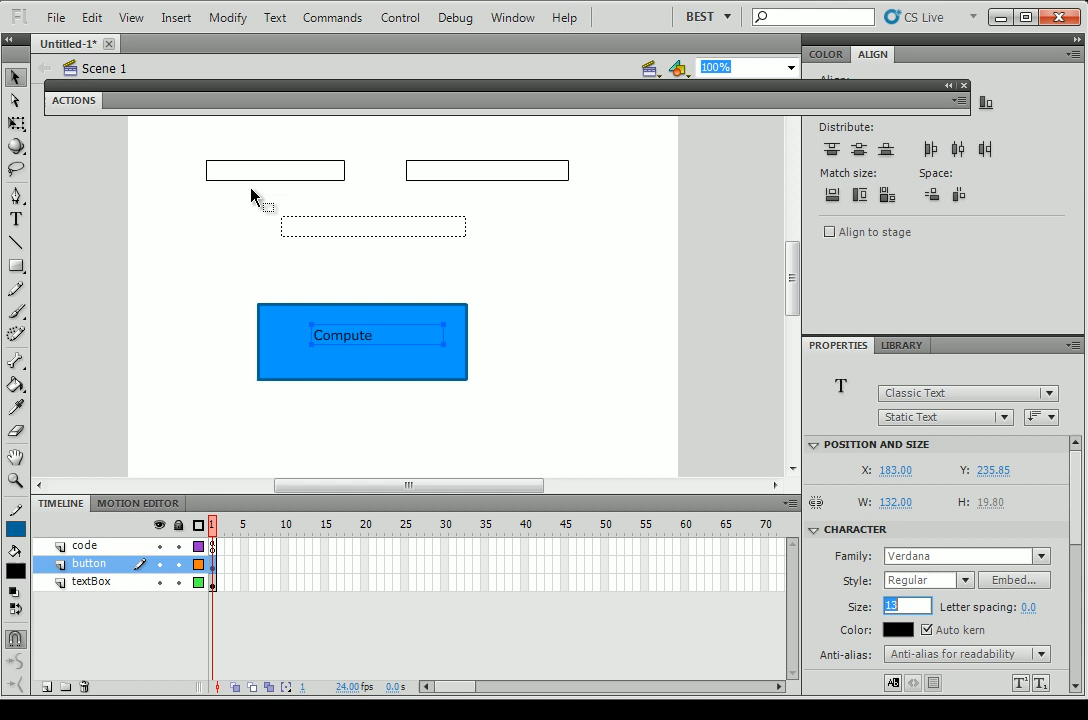 Fl File Edit View Insert Modify Text Commands Control Debug Window Help BEST CS Live
Untitled-1*
Scene 1 100%
ACTIONS
COLOR ALIGN
Align:
Distribute:
Match size: Space:
Align to stage
Compute
PROPERTIES LIBRARY
T
Classic Text
Static Text
POSITION AND SIZE
X: 183.00 Y: 235.85
W: 132.00 H: 19.80
CHARACTER
Family: Verdana
Style: Regular Embed...
Size: 13 Letter spacing: 0.0
Color: Auto kern
Anti-alias: Anti-alias for readability
TIMELINE MOTION EDITOR
1 5 10 15 20 25 30 35 40 45 50 55 60 65 70
code
button
textBox
1 24.00 fps 0.0 s